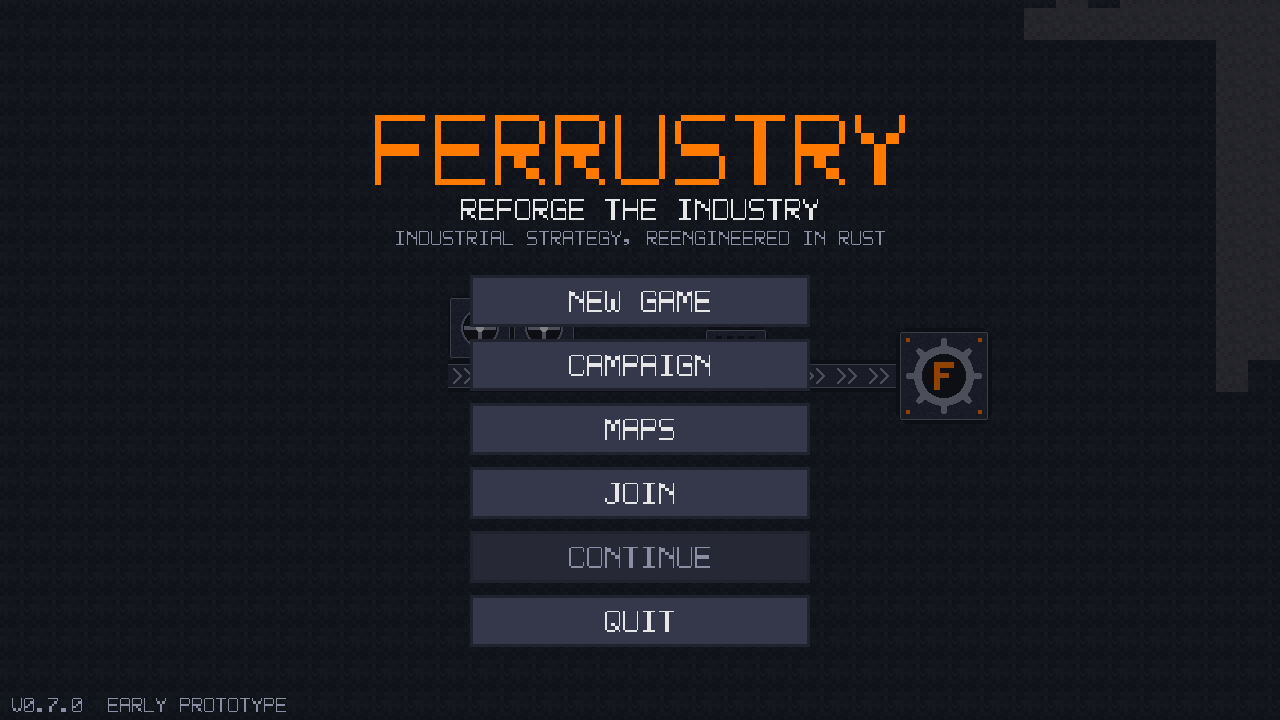 FERRUSTRY
REFORGE THE INDUSTRY
INDUSTRIAL STRATEGY, REENGINEERED IN RUST
NEW GAME
CAMPAIGN
F
MAPS
JOIN
CONTINUE
QUIT
V0.7.0 EARLY PROTOTYPE